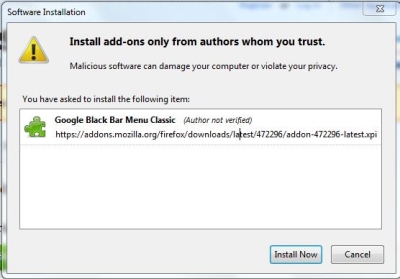 Software Installation
Install add-ons only from authors whom you trust.
Malicious software can damage your computer or violate your privacy.
You have asked to install the following item:
Google Black Bar Menu Classic (Author not verified)
https://addons.mozilla.org/firefox/downloads/latest/472296/addon-472296-latest.xpi
Install Now Cancel